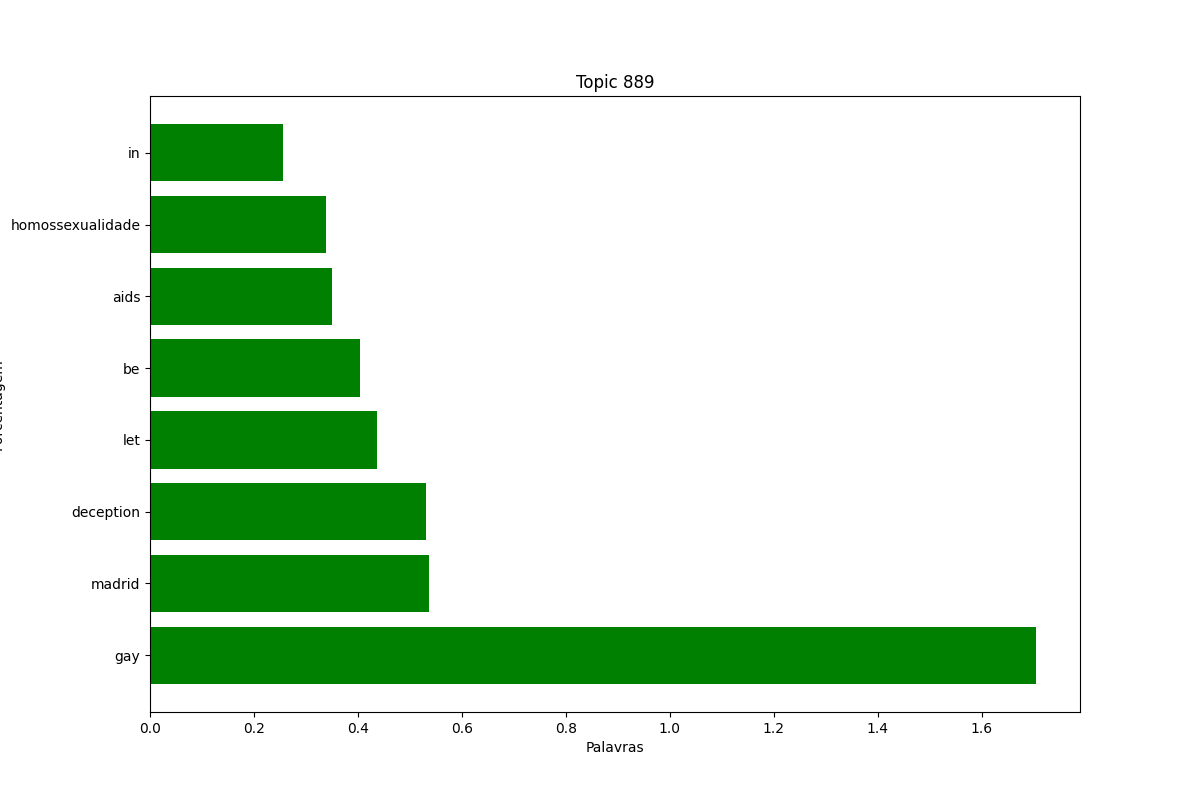 Topic 889
in
homossexualidade
aids
be
let
deception
madrid
gay
0.0 0.2 0.4 0.6 0.8 1.0 1.2 1.4 1.6
Palavras